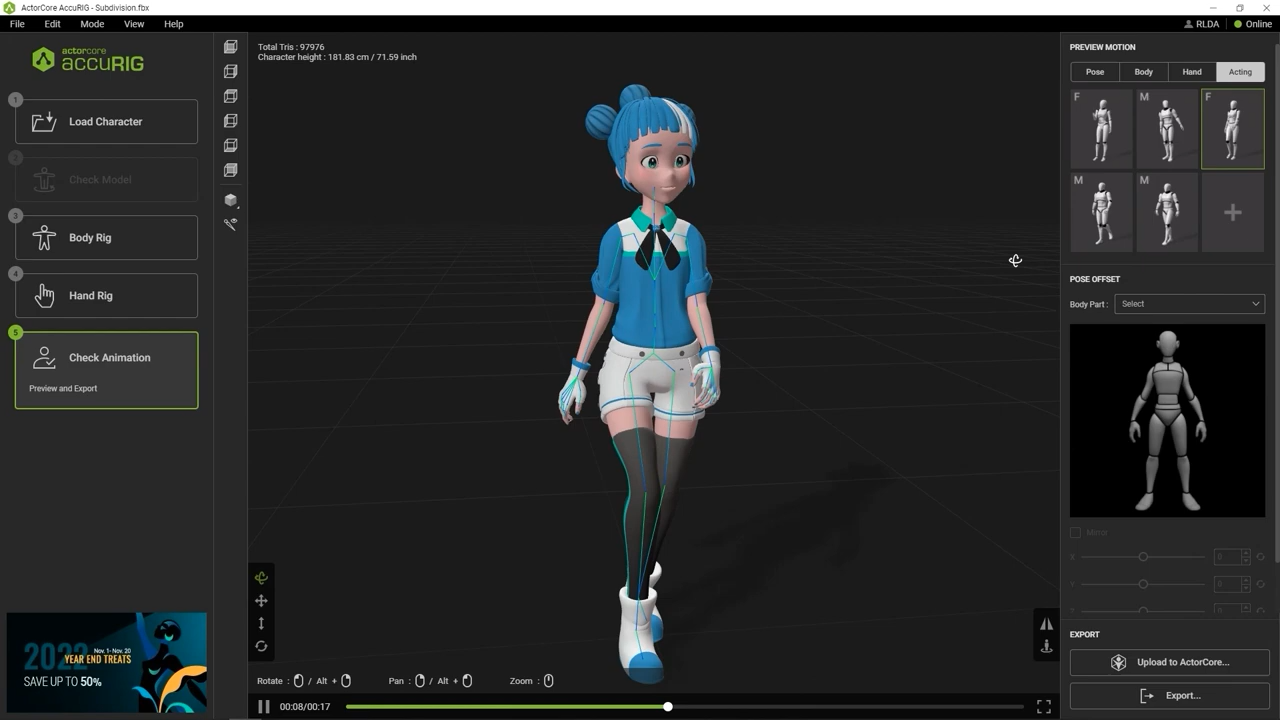 ActorCore AccuRIG - Subdivision.fbx
File Edit Mode View Help
RLDA Online
actorcore
accuRIG
1
Load Character
2
Check Model
3
Body Rig
4
Hand Rig
5
Check Animation
Preview and Export
2022
Nov. 1 - Nov. 20
YEAR END TREATS
SAVE UP TO 50%
Total Tris : 97976
Character height : 181.83 cm / 71.59 inch
Rotate : / Alt + Pan : / Alt + Zoom :
00:08/00:17
PREVIEW MOTION
Pose Body Hand Acting
F M F
M M
POSE OFFSET
Body Part : Select
Mirror
X 0
Y 0
0
EXPORT
Upload to ActorCore...
Export...